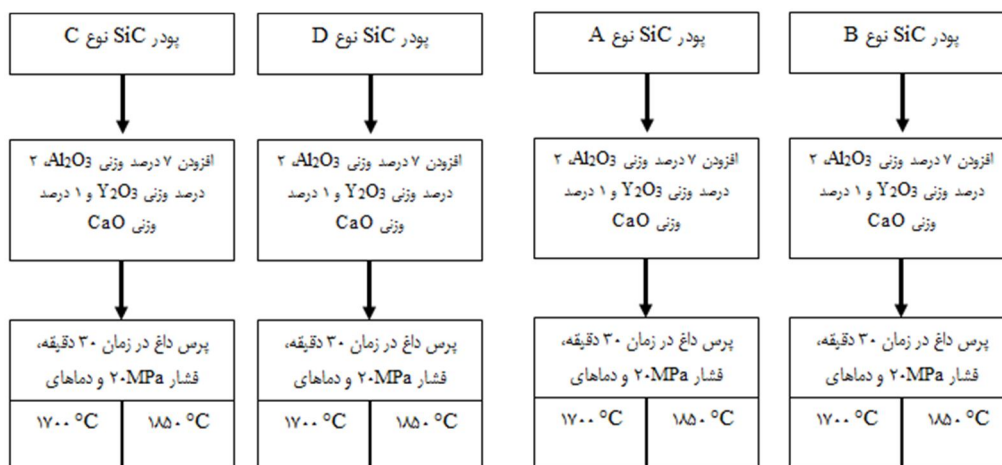 پودر SiC نوع C
افزودن ۷ درصد وزنی Al2O3، ۲
درصد وزنی Y2O3 و ۱ درصد
وزنی CaO
پرس داغ در زمان ۳۰ دقیقه،
فشار ۲۰MPa و دماهای
۱۷۰۰ °C
۱۸۵۰ °C
پودر SiC نوع D
افزودن ۷ درصد وزنی Al2O3، ۲
درصد وزنی Y2O3 و ۱ درصد
وزنی CaO
پرس داغ در زمان ۳۰ دقیقه،
فشار ۲۰MPa و دماهای
۱۷۰۰ °C
۱۸۵۰ °C
پودر SiC نوع A
افزودن ۷ درصد وزنی Al2O3، ۲
درصد وزنی Y2O3 و ۱ درصد
وزنی CaO
پرس داغ در زمان ۳۰ دقیقه،
فشار ۲۰MPa و دماهای
۱۷۰۰ °C
۱۸۵۰ °C
پودر SiC نوع B
افزودن ۷ درصد وزنی Al2O3، ۲
درصد وزنی Y2O3 و ۱ درصد
وزنی CaO
پرس داغ در زمان ۳۰ دقیقه،
فشار ۲۰MPa و دماهای
۱۷۰۰ °C
۱۸۵۰ °C